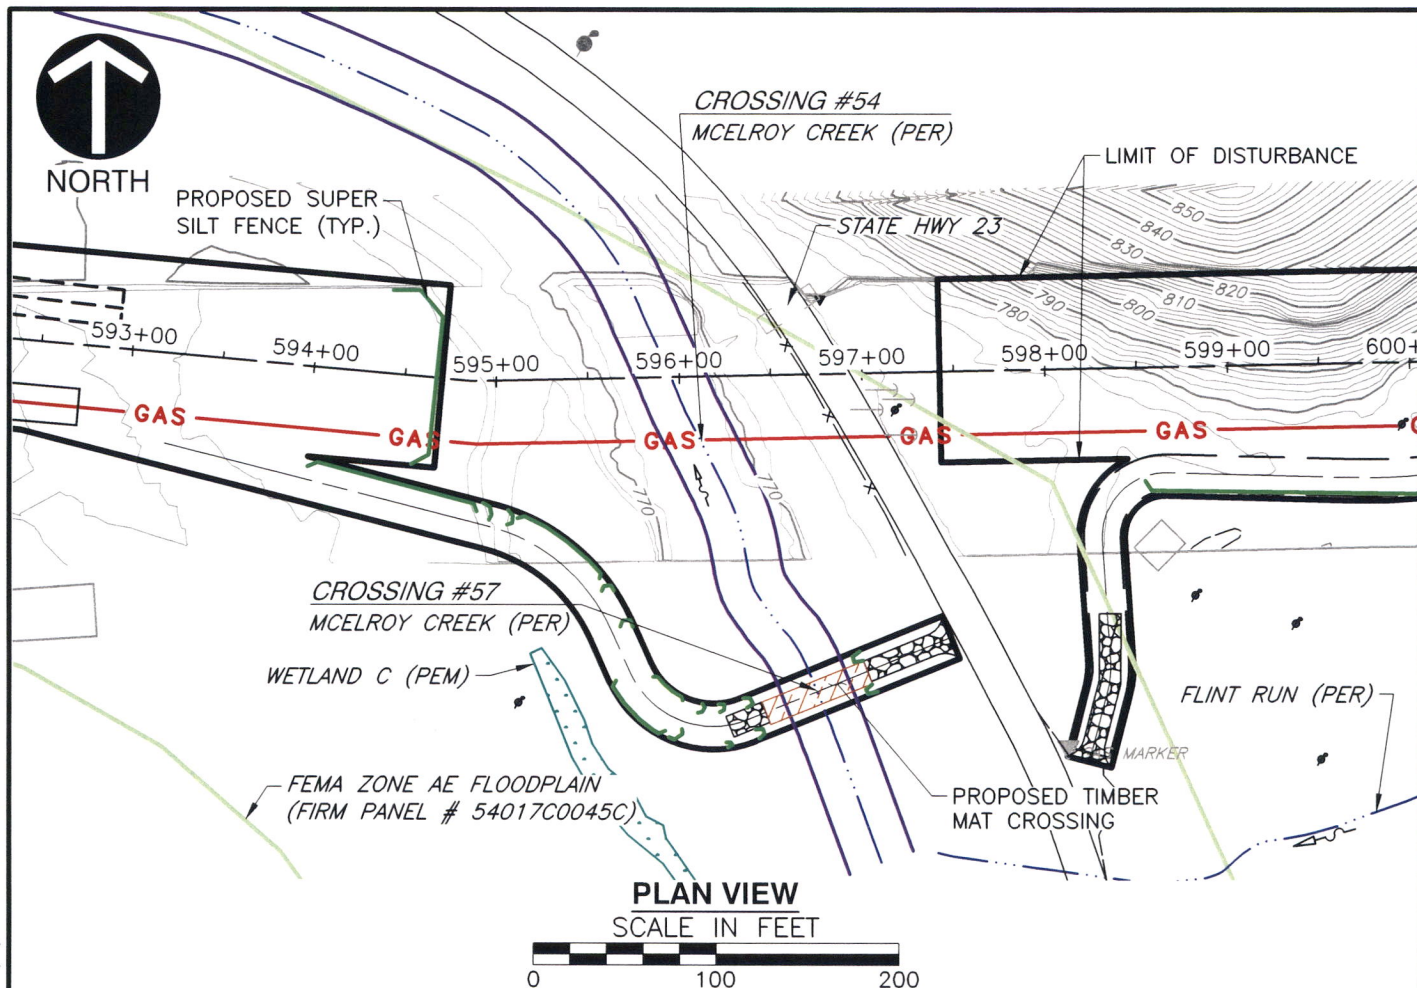 NORTH
PROPOSED SUPER
SILT FENCE (TYP.)
CROSSING #54
MCELROY CREEK (PER)
LIMIT OF DISTURBANCE
STATE HWY 23
850
840
830
820
810
800
790
780
593+00
594+00
595+00
596+00
597+00
598+00
599+00
600+
GAS
GAS
GAS
GAS
GAS
G
770
770
CROSSING #57
MCELROY CREEK (PER)
WETLAND C (PEM)
FLINT RUN (PER)
MARKER
FEMA ZONE AE FLOODPLAIN
(FIRM PANEL # 54017C0045C)
PROPOSED TIMBER
MAT CROSSING
PLAN VIEW
SCALE IN FEET
0 100 200